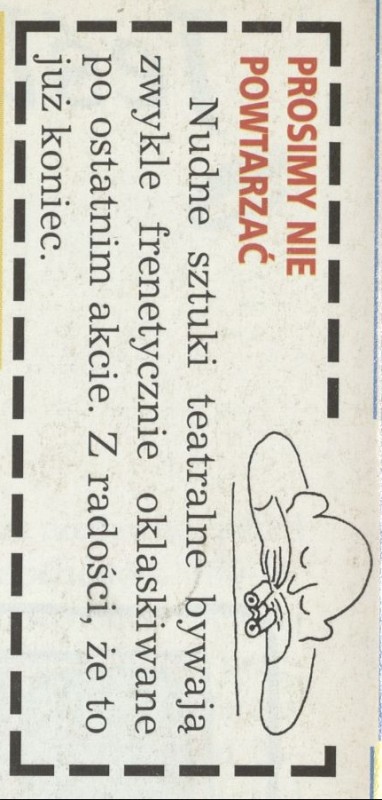 PROSIMY NIE
POWTARZAĆ
Nudne sztuki teatralne bywają
zwykle frenetycznie oklaskiwane
po ostatnim akcie. Z radości, że to
już koniec.